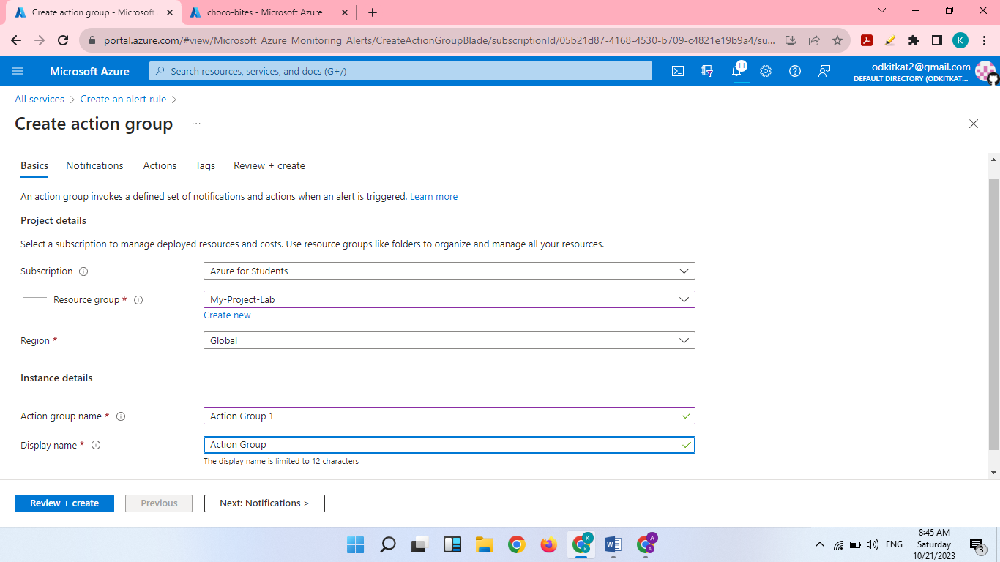 Create action group - Microsoft
choco-bites - Microsoft Azure
portal.azure.com/#view/Microsoft_Azure_Monitoring_Alerts/CreateActionGroupBlade/subscriptionId/05b21d87-4168-4530-b709-c4821e19b9a4/su...
K
Microsoft Azure
Search resources, services, and docs (G+/)
11
odkitkat2@gmail.com
DEFAULT DIRECTORY (ODKITKAT...
All services > Create an alert rule >
Create action group ...
Basics Notifications Actions Tags Review + create
An action group invokes a defined set of notifications and actions when an alert is triggered. Learn more
Project details
Select a subscription to manage deployed resources and costs. Use resource groups like folders to organize and manage all your resources.
Subscription
Azure for Students
Resource group *
My-Project-Lab
Create new
Region *
Global
Instance details
Action group name *
Action Group 1
Display name *
Action Group
The display name is limited to 12 characters
Review + create
Previous
Next: Notifications >
K
A
A
ENG
8:45 AM
Saturday
10/21/2023
3